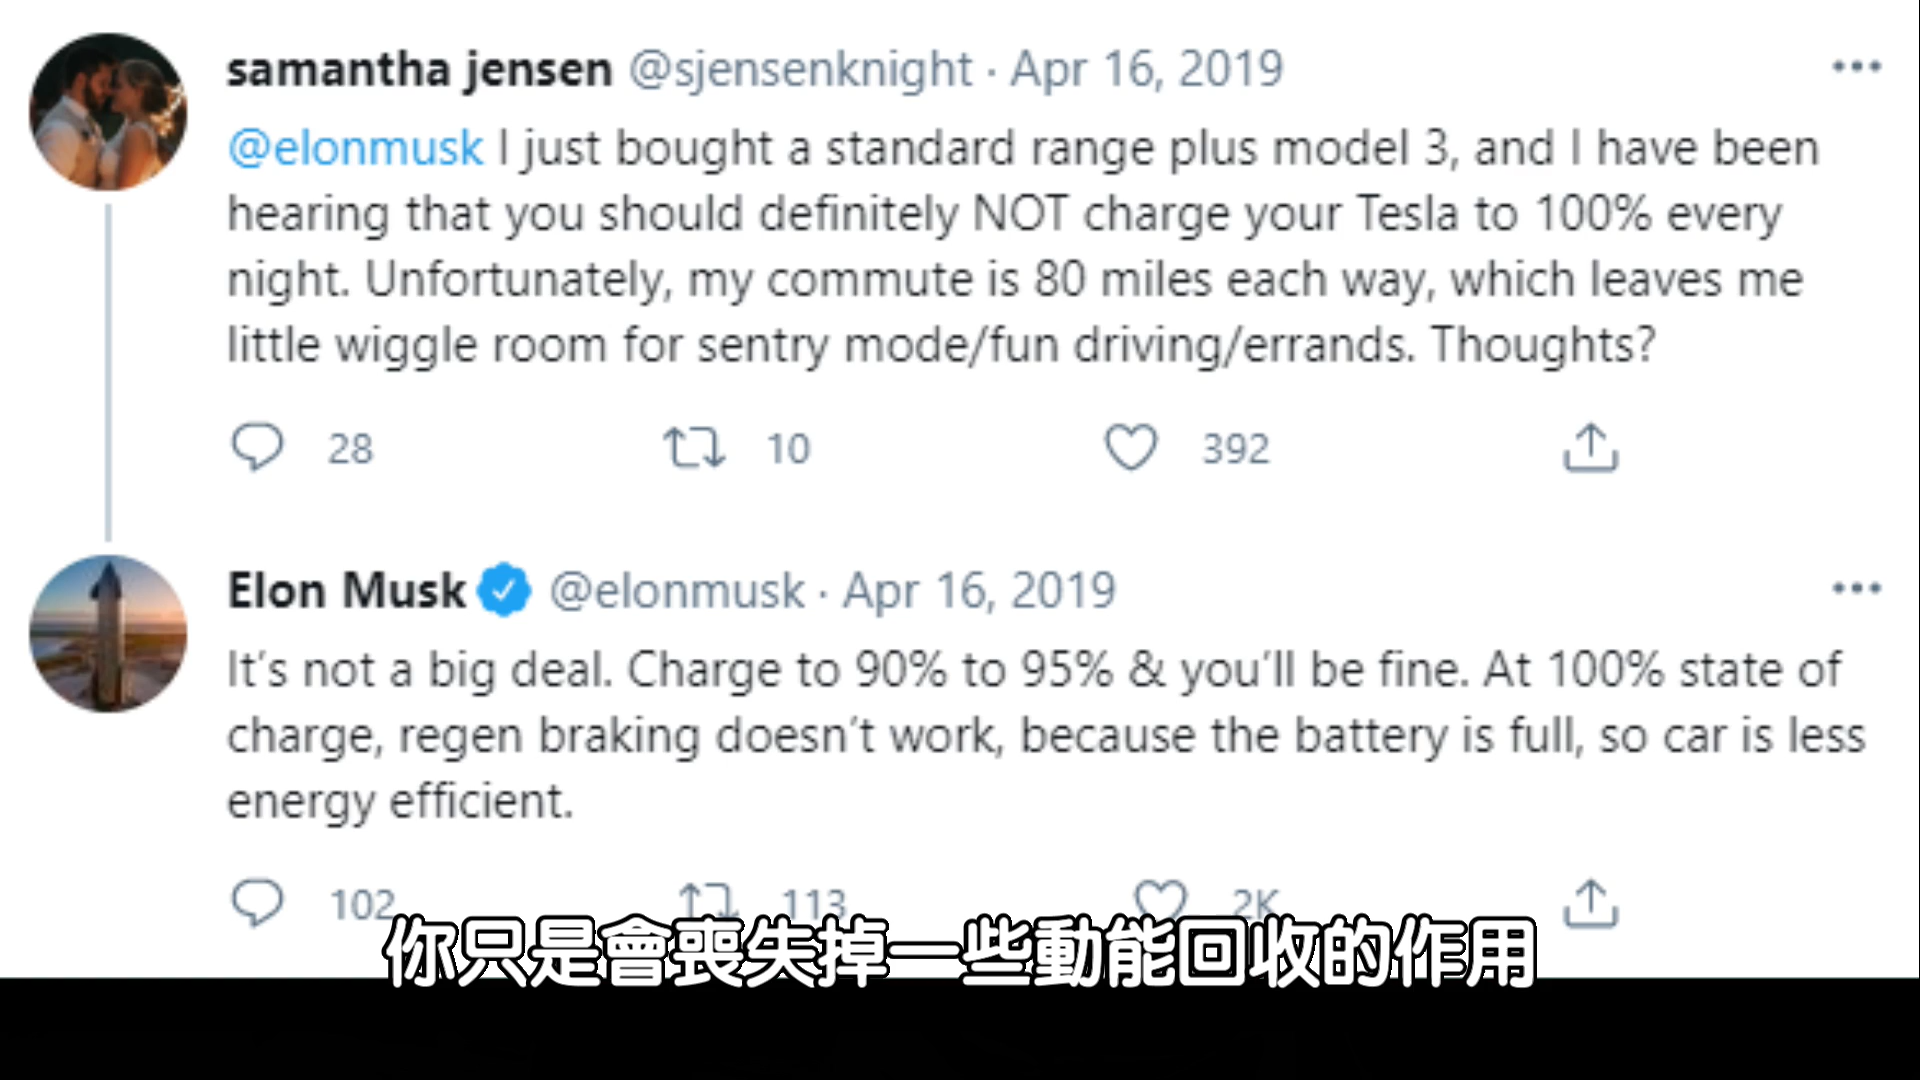 samantha jensen @sjensenknight · Apr 16, 2019
@elonmusk I just bought a standard range plus model 3, and I have been
hearing that you should definitely NOT charge your Tesla to 100% every
night. Unfortunately, my commute is 80 miles each way, which leaves me
little wiggle room for sentry mode/fun driving/errands. Thoughts?
28 10 392
Elon Musk @elonmusk · Apr 16, 2019
It's not a big deal. Charge to 90% to 95% & you'll be fine. At 100% state of
charge, regen braking doesn't work, because the battery is full, so car is less
energy efficient.
102 113 2K
你只是會喪失掉一些動能回收的作用